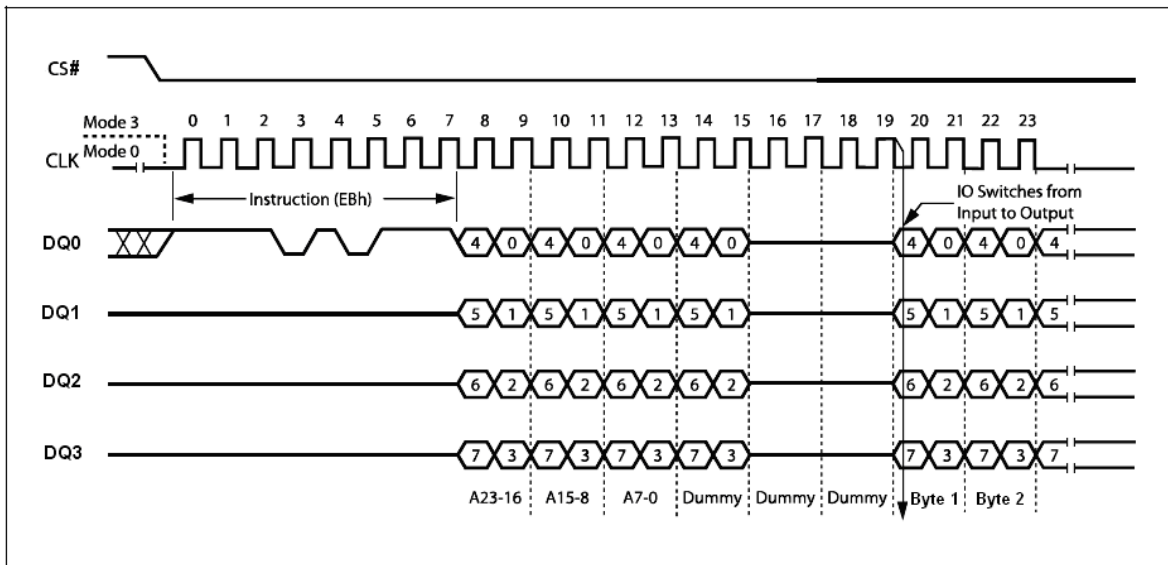 CS#
Mode 3
0 1 2 3 4 5 6 7 8 9 10 11 12 13 14 15 16 17 18 19 20 21 22 23
Mode 0
CLK
Instruction (EBh)
IO Switches from
Input to Output
DQ0 4 0 4 0 4 0 4 0 4 0 4 0 4
DQ1 5 1 5 1 5 1 5 1 5 1 5 1 5
DQ2 6 2 6 2 6 2 6 2 6 2 6 2 6
DQ3 7 3 7 3 7 3 7 3 7 3 7 3 7
A23-16 A15-8 A7-0 Dummy Dummy Dummy Byte 1 Byte 2